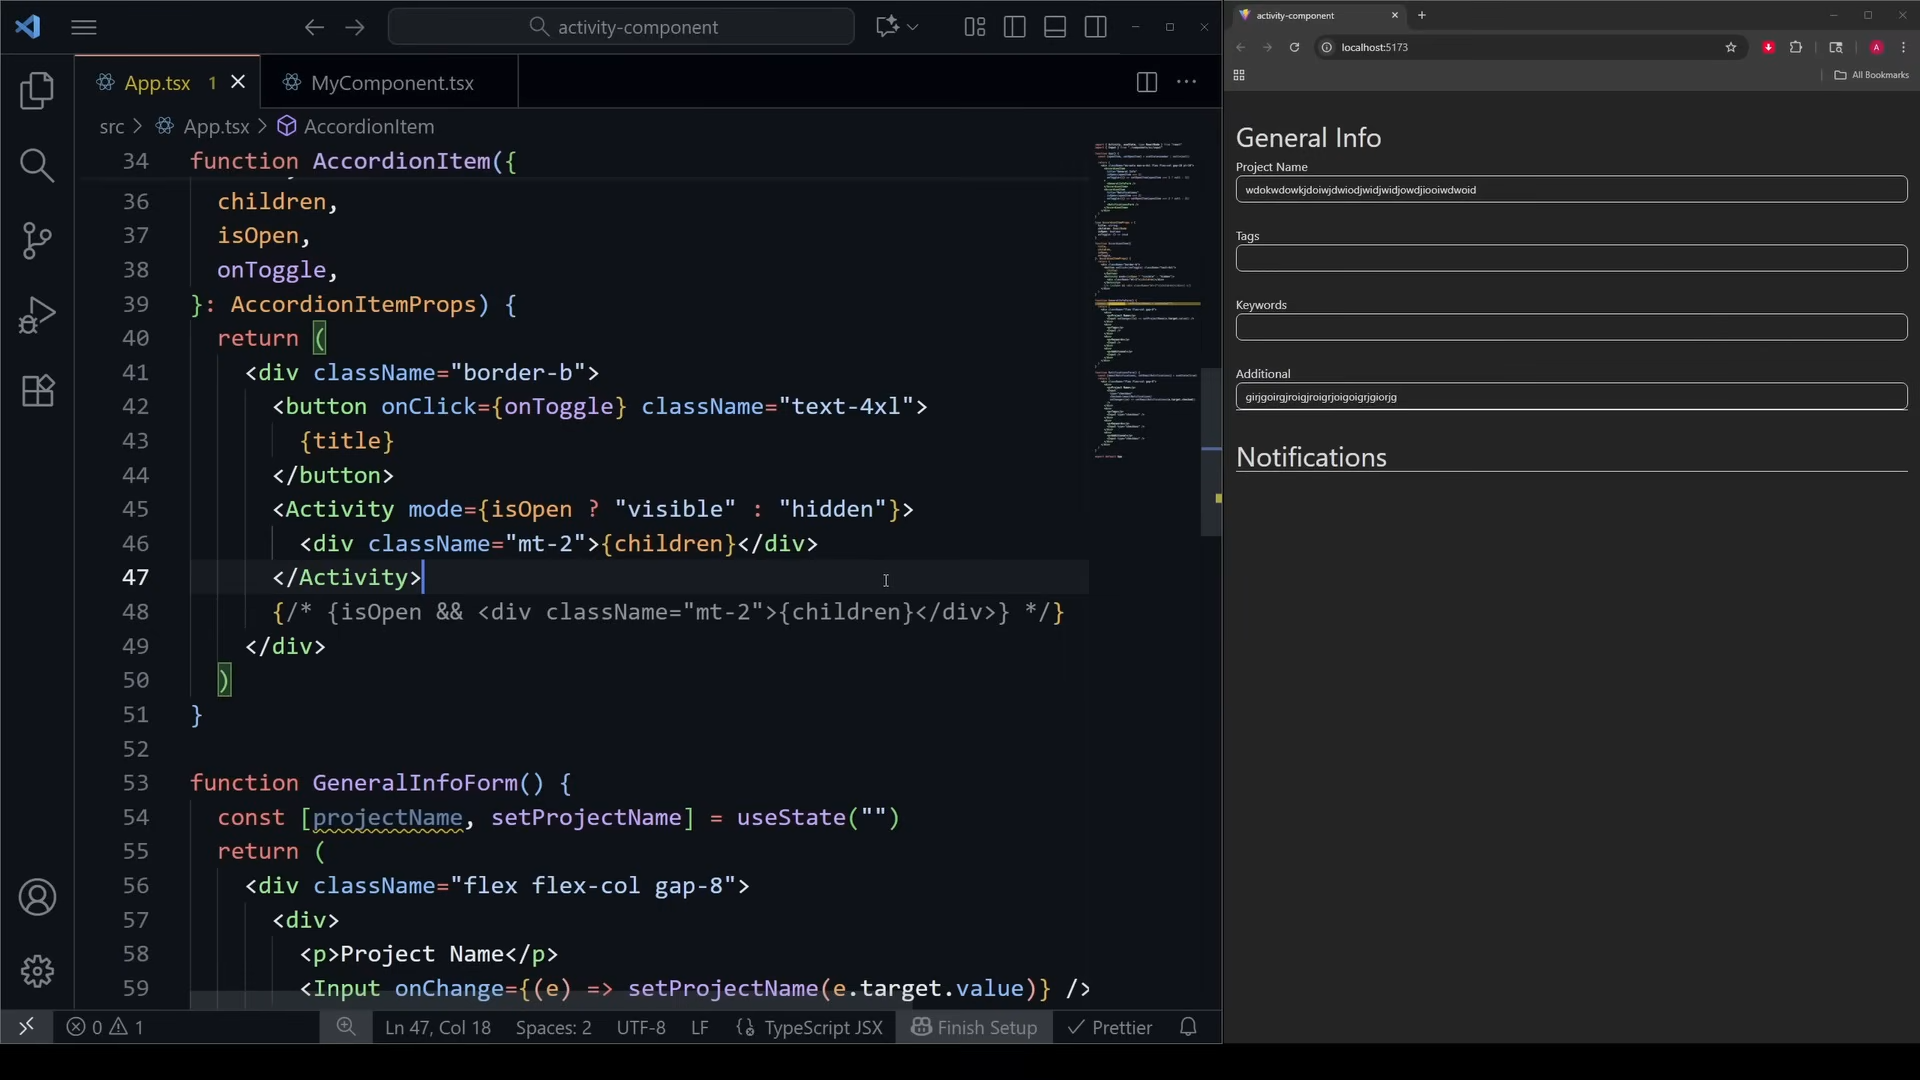 activity-component
App.tsx 1
MyComponent.tsx
src > App.tsx > AccordionItem
34 function AccordionItem({
36 children,
37 isOpen,
38 onToggle,
39 }: AccordionItemProps) {
40 return (
41 <div className="border-b">
42 <button onClick={onToggle} className="text-4xl">
43 {title}
44 </button>
45 <Activity mode={isOpen ? "visible" : "hidden"}>
46 <div className="mt-2">{children}</div>
47 </Activity>
48 {/* {isOpen && <div className="mt-2">{children}</div>} */}
49 </div>
50 )
51 }
52
53 function GeneralInfoForm() {
54 const [projectName, setProjectName] = useState("")
55 return (
56 <div className="flex flex-col gap-8">
57 <div>
58 <p>Project Name</p>
59 <Input onChange={(e) => setProjectName(e.target.value)} />
0 1 Ln 47, Col 18 Spaces: 2 UTF-8 LF TypeScript JSX Finish Setup Prettier
activity-component
localhost:5173
A
All Bookmarks
General Info
Project Name
wdokwdowkjdoiwjdwiodjwidjwidjowdjiooiwdwoid
Tags
Keywords
Additional
girjgoirgjroigjroigrjoigoigrjgiorjg
Notifications